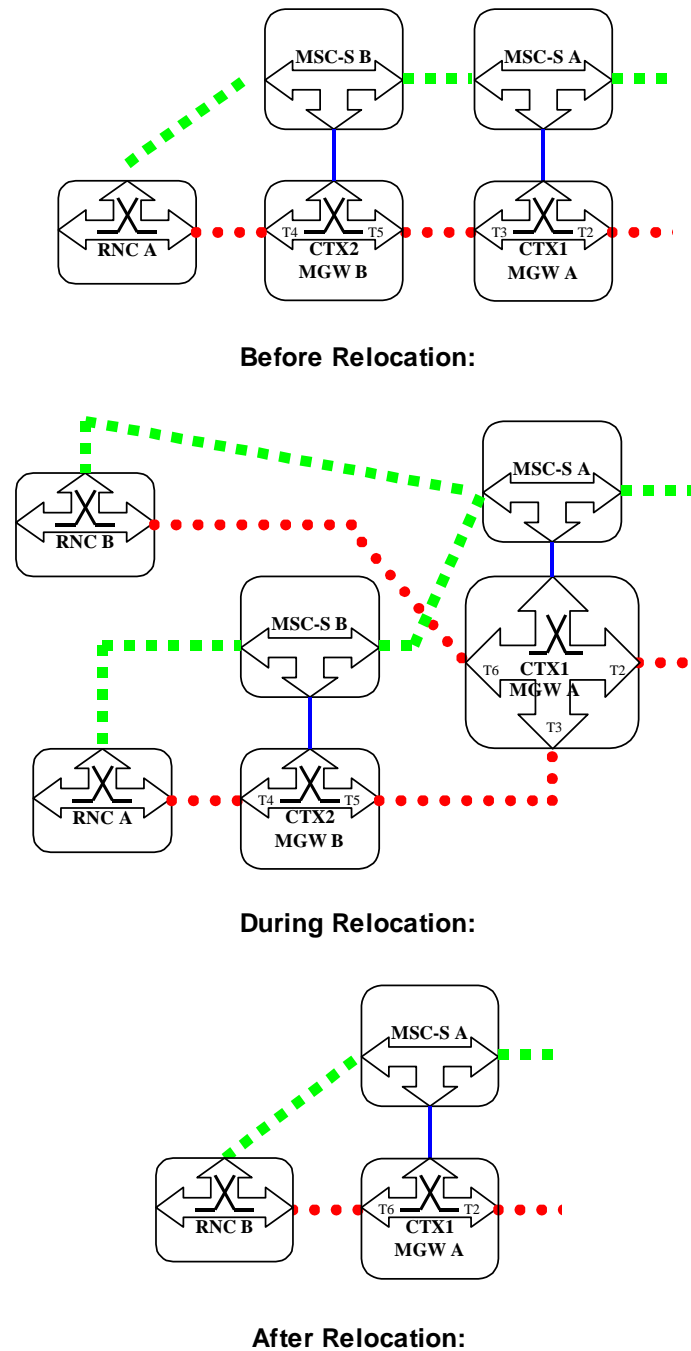 MSC-S B
MSC-S A
RNC A
T4
T5
CTX2
MGW B
T3
T2
CTX1
MGW A
Before Relocation:
MSC-S A
RNC B
MSC-S B
T6
CTX1
T2
MGW A
T3
RNC A
T4
T5
CTX2
MGW B
During Relocation:
MSC-S A
RNC B
T6
T2
CTX1
MGW A
After Relocation: